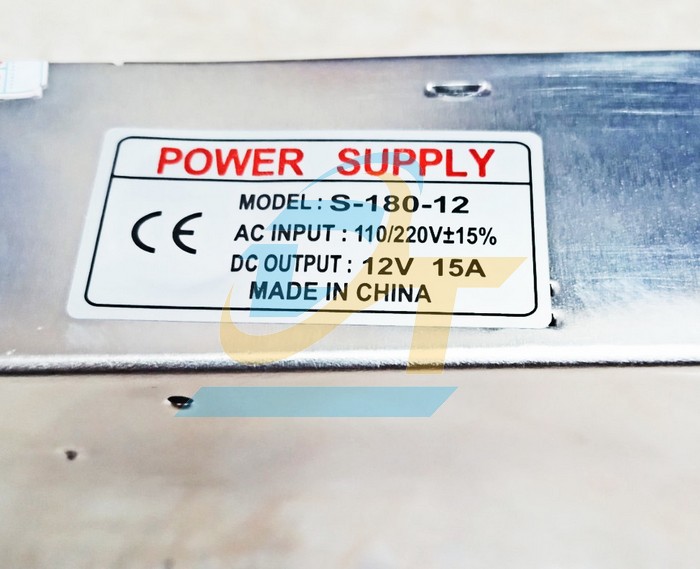 POWER SUPPLY
MODEL : S-180-12
CE
AC INPUT : 110/220V±15%
DC OUTPUT : 12V 15A
MADE IN CHINA